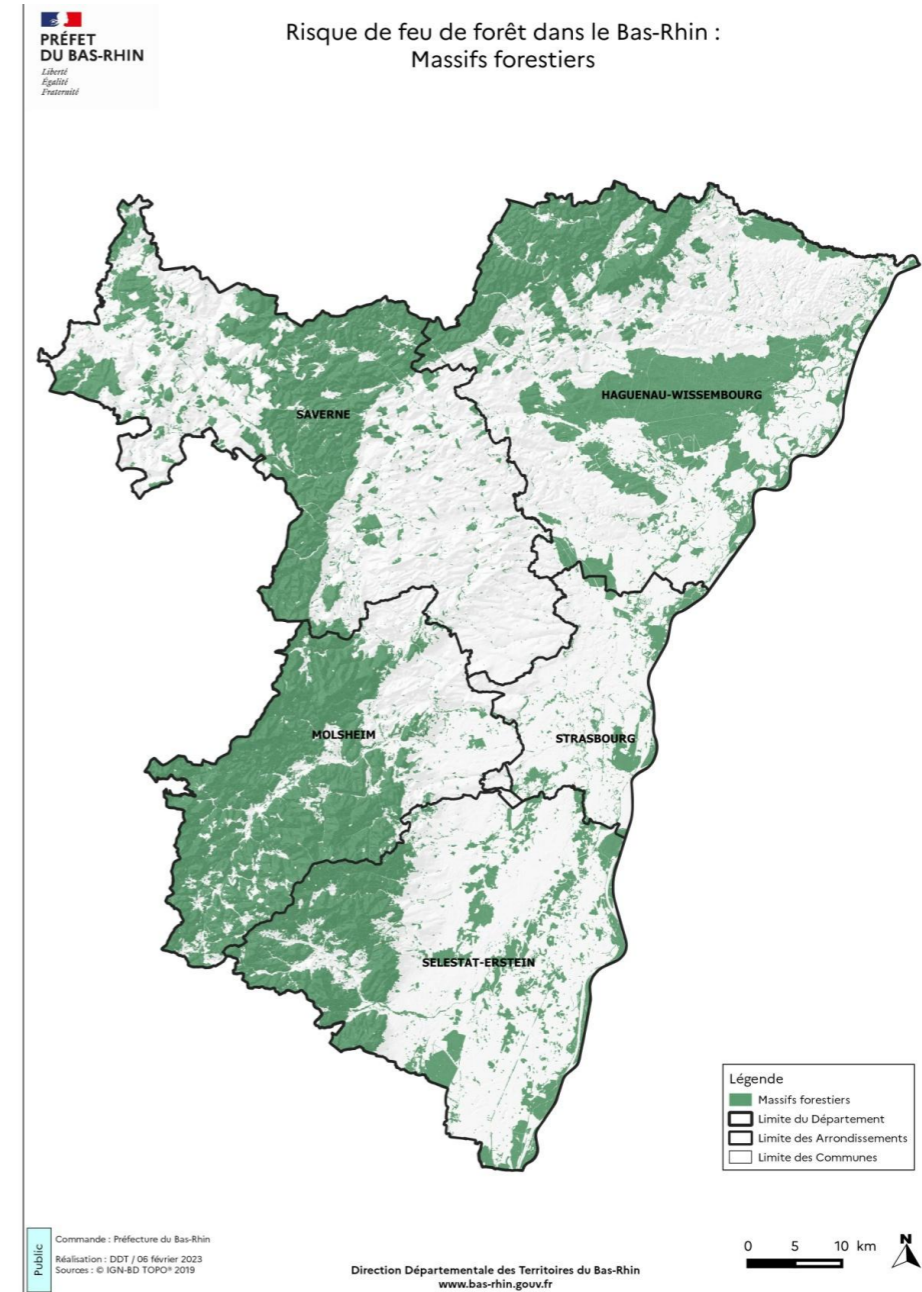 PRÉFET
DU BAS-RHIN
Liberté
Égalité
Fraternité
Risque de feu de forêt dans le Bas-Rhin :
Massifs forestiers
HAGUENAU-WISSEMBOURG
SAVERNE
MOLSHEIM
STRASBOURG
SELESTAT-ERSTEIN
Légende
Massifs forestiers
Limite du Département
Limite des Arrondissements
Limite des Communes
Public
Commande : Préfecture du Bas-Rhin
Réalisation : DDT / 06 février 2023
Sources : © IGN-BD TOPO® 2019
Direction Départementale des Territoires du Bas-Rhin
www.bas-rhin.gouv.fr
0 5 10 km
N